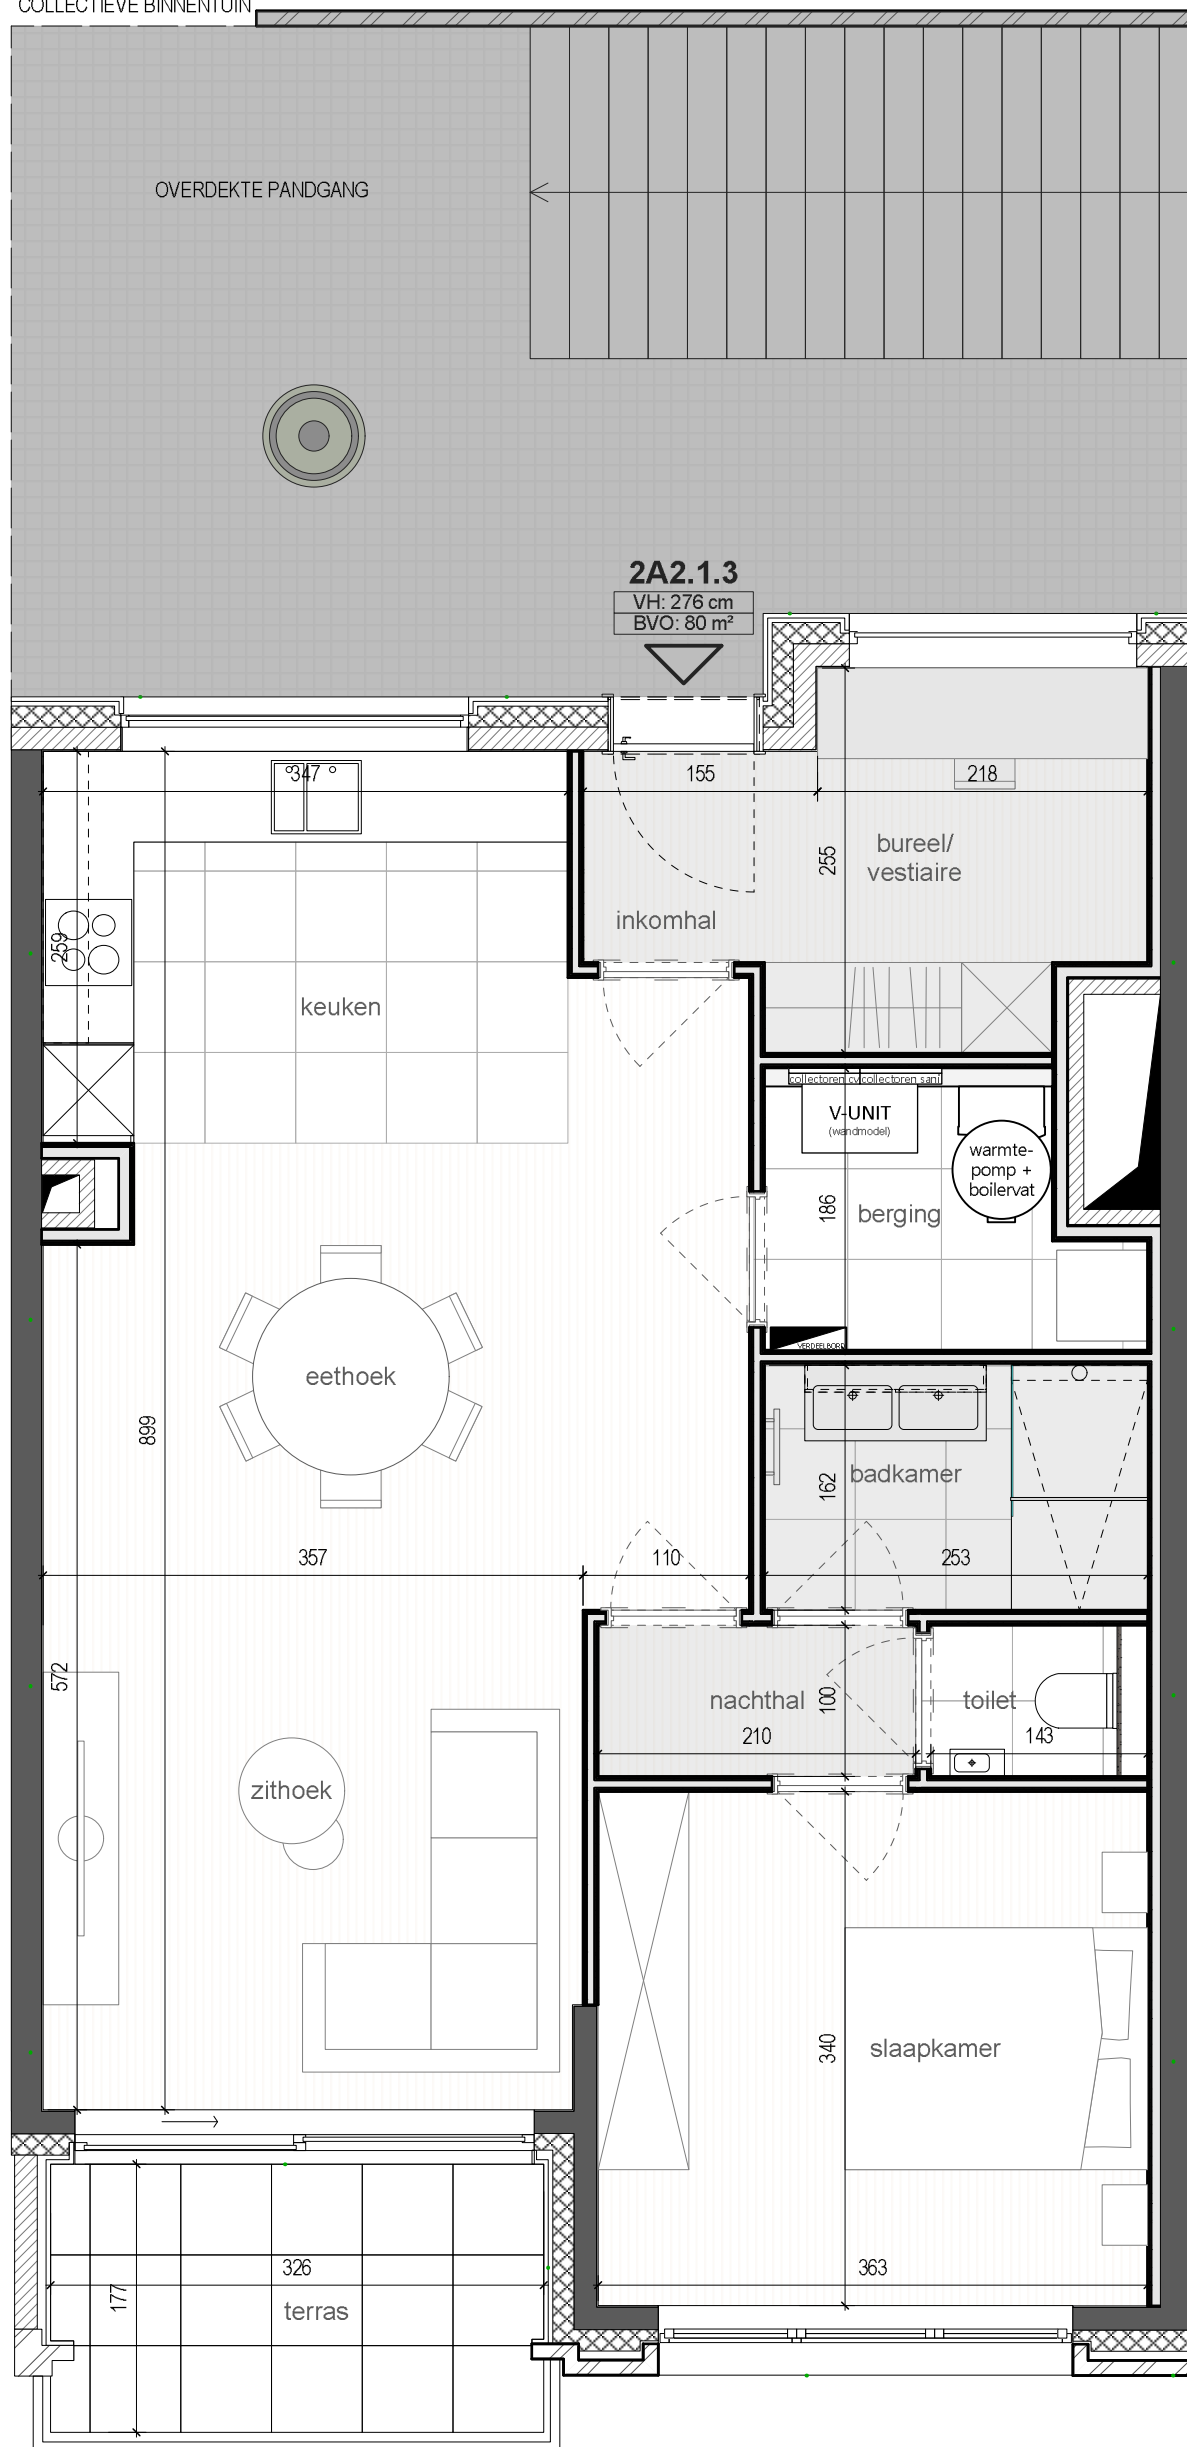 COLLECTIEVE BINNENTUIN
OVERDEKTE PANDGANG
2A2.1.3
VH: 276 cm
BVO: 80 m²
347
155
218
bureel/
vestiaire
255
inkomhal
259
keuken
collectoren cv
collectoren sani
V-UNIT
(wandmodel)
warmte-
pomp +
boilervat
186
berging
VERDEELBORD
eethoek
899
badkamer
162
357
110
253
572
nachthal
100
toilet
210
143
zithoek
340
slaapkamer
326
363
177
terras